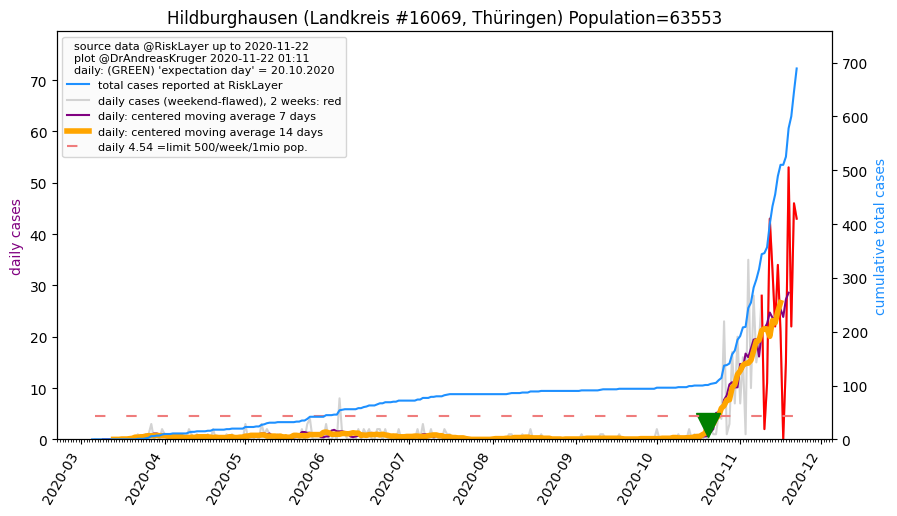 Hildburghausen (Landkreis #16069, Thüringen) Population=63553
source data @RiskLayer up to 2020-11-22
plot @DrAndreasKruger 2020-11-22 01:11
daily: (GREEN) 'expectation day' = 20.10.2020
total cases reported at RiskLayer
daily cases (weekend-flawed), 2 weeks: red
daily: centered moving average 7 days
daily: centered moving average 14 days
daily 4.54 =limit 500/week/1mio pop.
daily cases
70
60
50
40
30
20
10
0
cumulative total cases
700
600
500
400
300
200
100
0
2020-03
2020-04
2020-05
2020-06
2020-07
2020-08
2020-09
2020-10
2020-11
2020-12